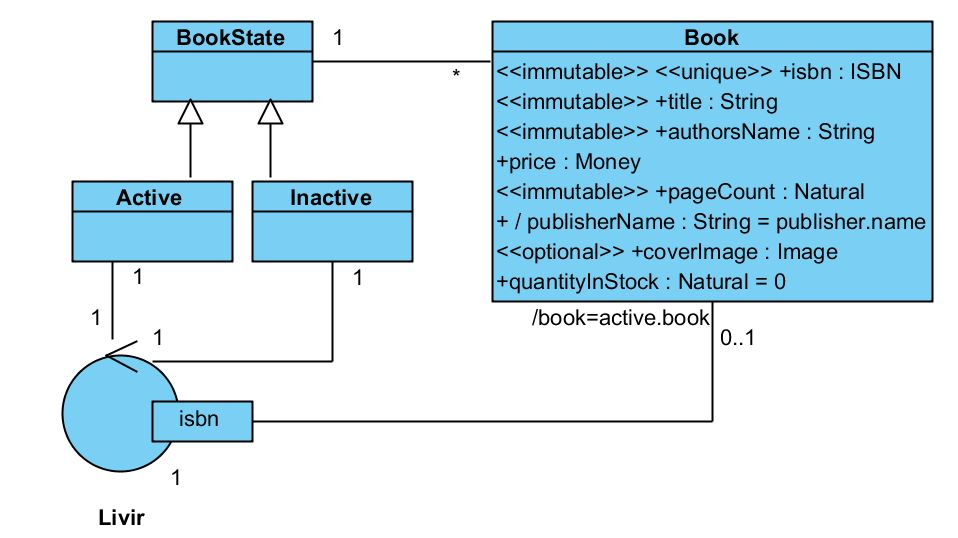 BookState
1
*
Book
<<immutable>> <<unique>> +isbn : ISBN
<<immutable>> +title : String
<<immutable>> +authorsName : String
+price : Money
<<immutable>> +pageCount : Natural
+ / publisherName : String = publisher.name
<<optional>> +coverImage : Image
+quantityInStock : Natural = 0
Active
Inactive
1
1
1
1
/book=active.book
0..1
isbn
1
Livir